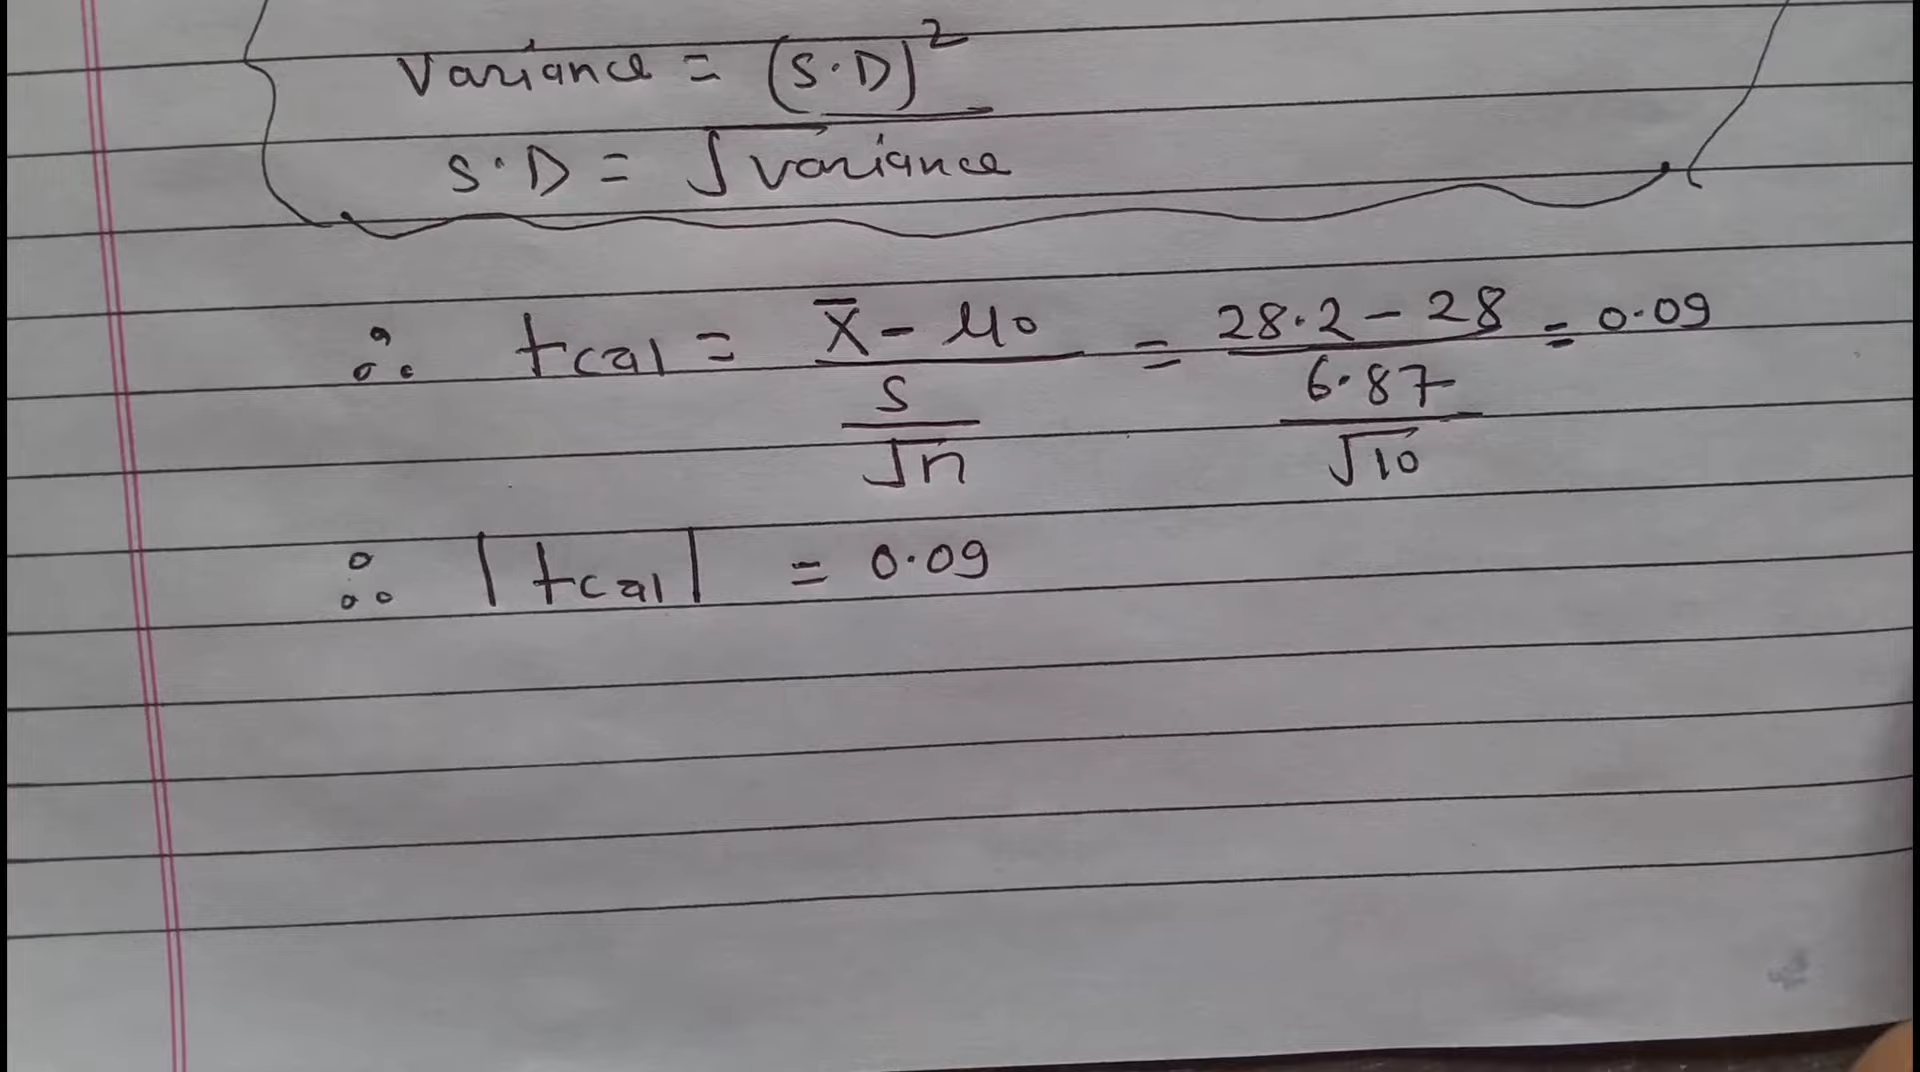 Variance = (S.D)²
S.D = √variance
∴ tcal = (X̄ - μ0) / (S / √n) = (28.2 - 28) / (6.87 / √10) = 0.09
∴ |tcal| = 0.09